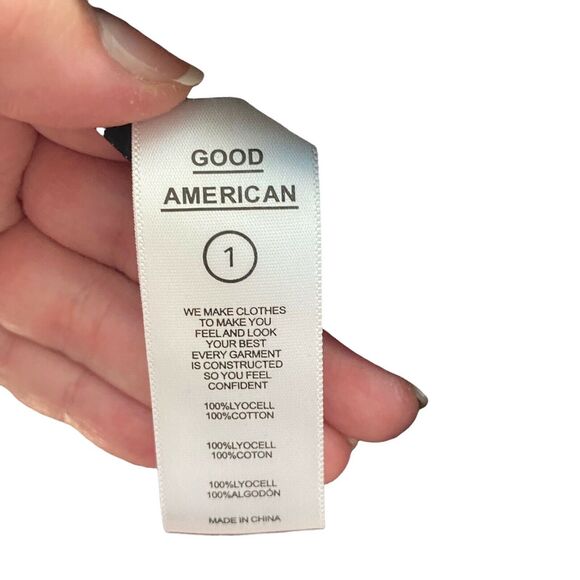 GOOD
AMERICAN
1
WE MAKE CLOTHES
TO MAKE YOU
FEEL AND LOOK
YOUR BEST
EVERY GARMENT
IS CONSTRUCTED
SO YOU FEEL
CONFIDENT
100%LYOCELL
100%COTTON
100%LYOCELL
100%COTON
100%LYOCELL
100%ALGODÓN
MADE IN CHINA